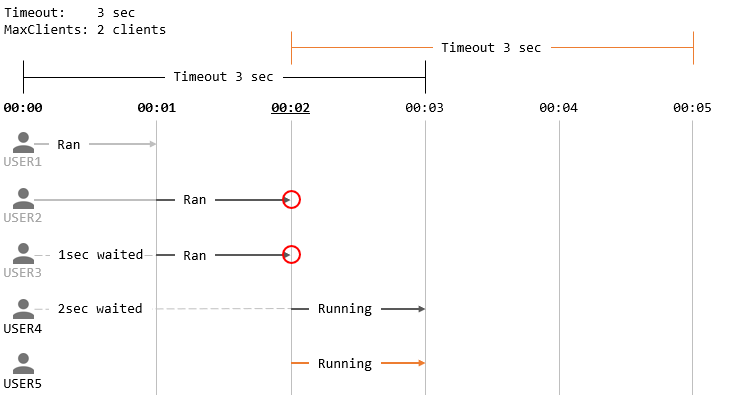 Timeout:    3 sec
MaxClients: 2 clients
Timeout 3 sec
Timeout 3 sec
00:00 00:01 00:02 00:03 00:04 00:05
Ran
USER1
Ran
USER2
1sec waited Ran
USER3
2sec waited Running
USER4
Running
USER5